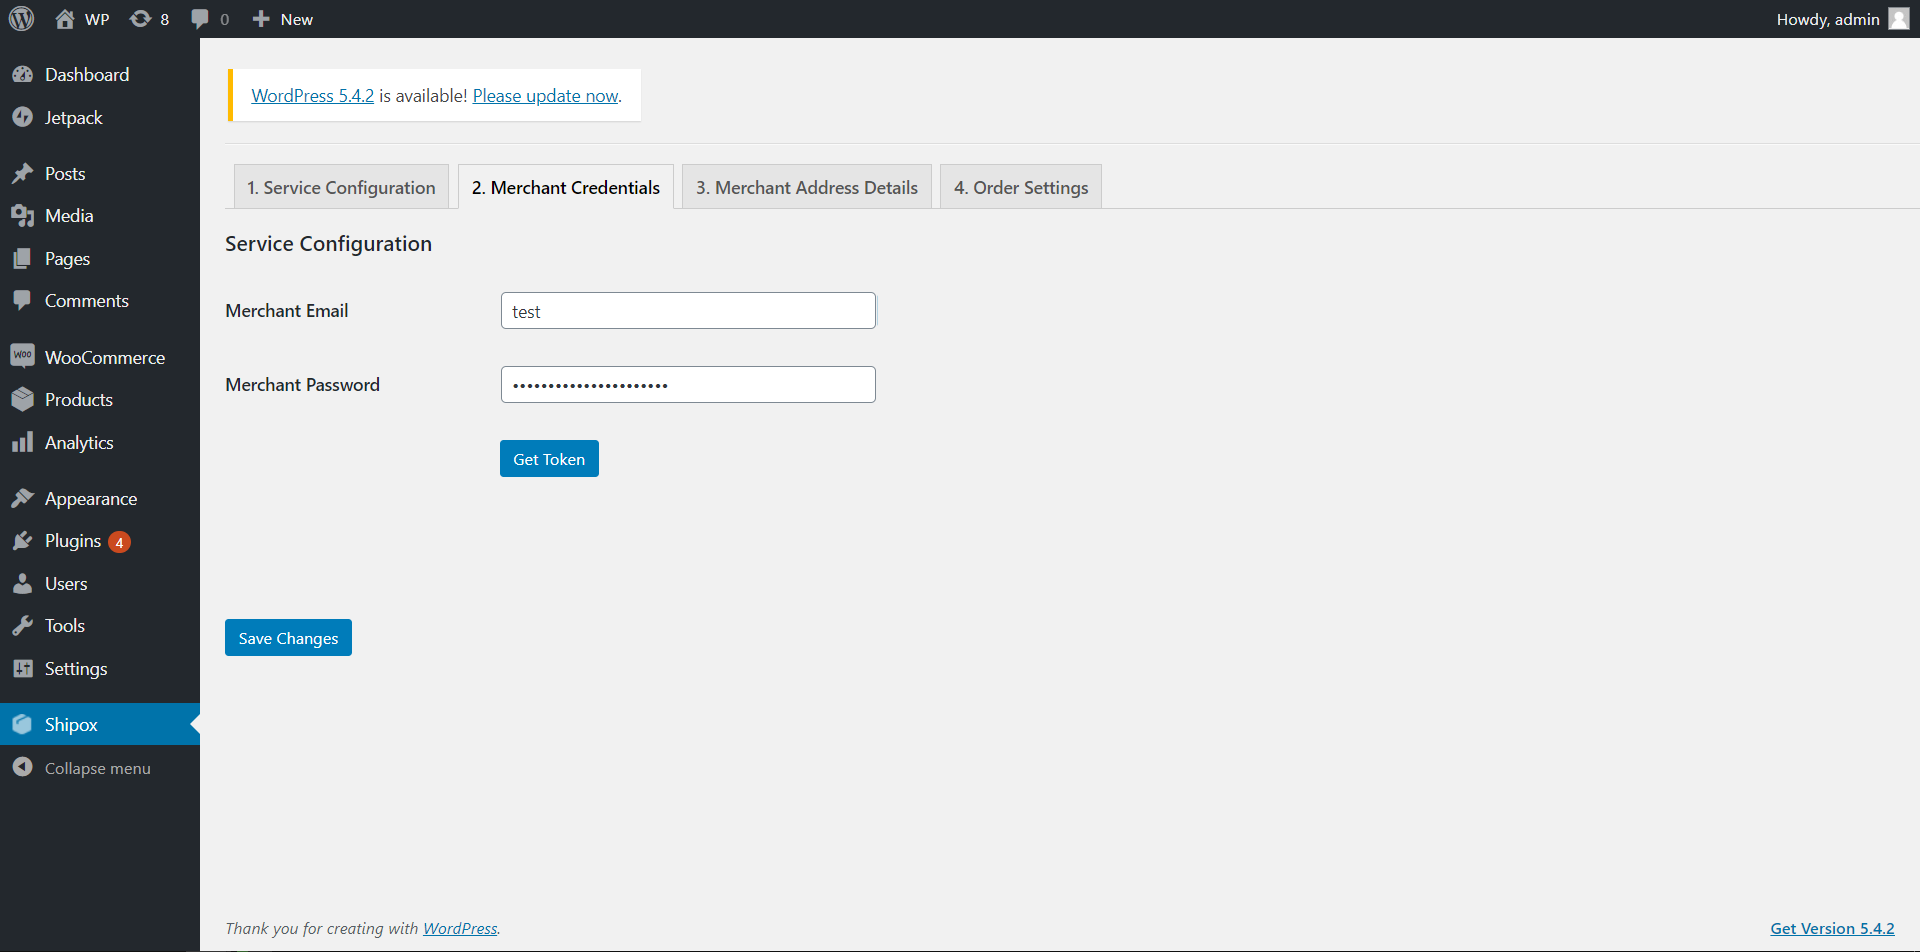 WP 8 0 New Howdy, admin
Dashboard
Jetpack
Posts
Media
Pages
Comments
WOO WooCommerce
Products
Analytics
Appearance
Plugins 4
Users
Tools
Settings
Shipox
Collapse menu
WordPress 5.4.2 is available! Please update now.
1. Service Configuration 2. Merchant Credentials 3. Merchant Address Details 4. Order Settings
Service Configuration
Merchant Email test
Merchant Password ••••••••••••••••••••••
Get Token
Save Changes
Thank you for creating with WordPress. Get Version 5.4.2